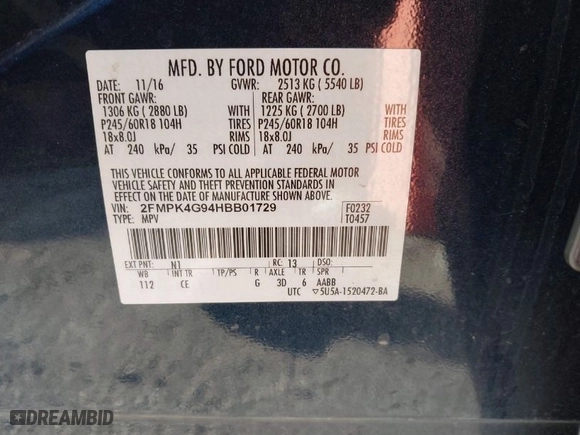 MFD. BY FORD MOTOR CO.
DATE: 11/16 GVWR: 2513 KG ( 5540 LB)
FRONT GAWR: REAR GAWR:
1306 KG ( 2880 LB) WITH 1225 KG ( 2700 LB) WITH
P245/60R18 104H TIRES P245/60R18 104H TIRES
18x8.0J RIMS 18x8.0J RIMS
AT 240 kPa/ 35 PSI COLD AT 240 kPa/ 35 PSI COLD
THIS VEHICLE CONFORMS TO ALL APPLICABLE FEDERAL MOTOR
VEHICLE SAFETY AND THEFT PREVENTION STANDARDS IN
EFFECT ON THE DATE OF MANUFACTURE SHOWN ABOVE.
VIN: 2FMPK4G94HBB01729 F0232
TYPE: MPV T0457
EXT PNT: N1 RC: 13 DSO:
WB INT TR TP/PS R AXLE TR SPR
112 CE G 3D 6 AABB
UTC ▽5U5A-1520472-BA
DREAMBID